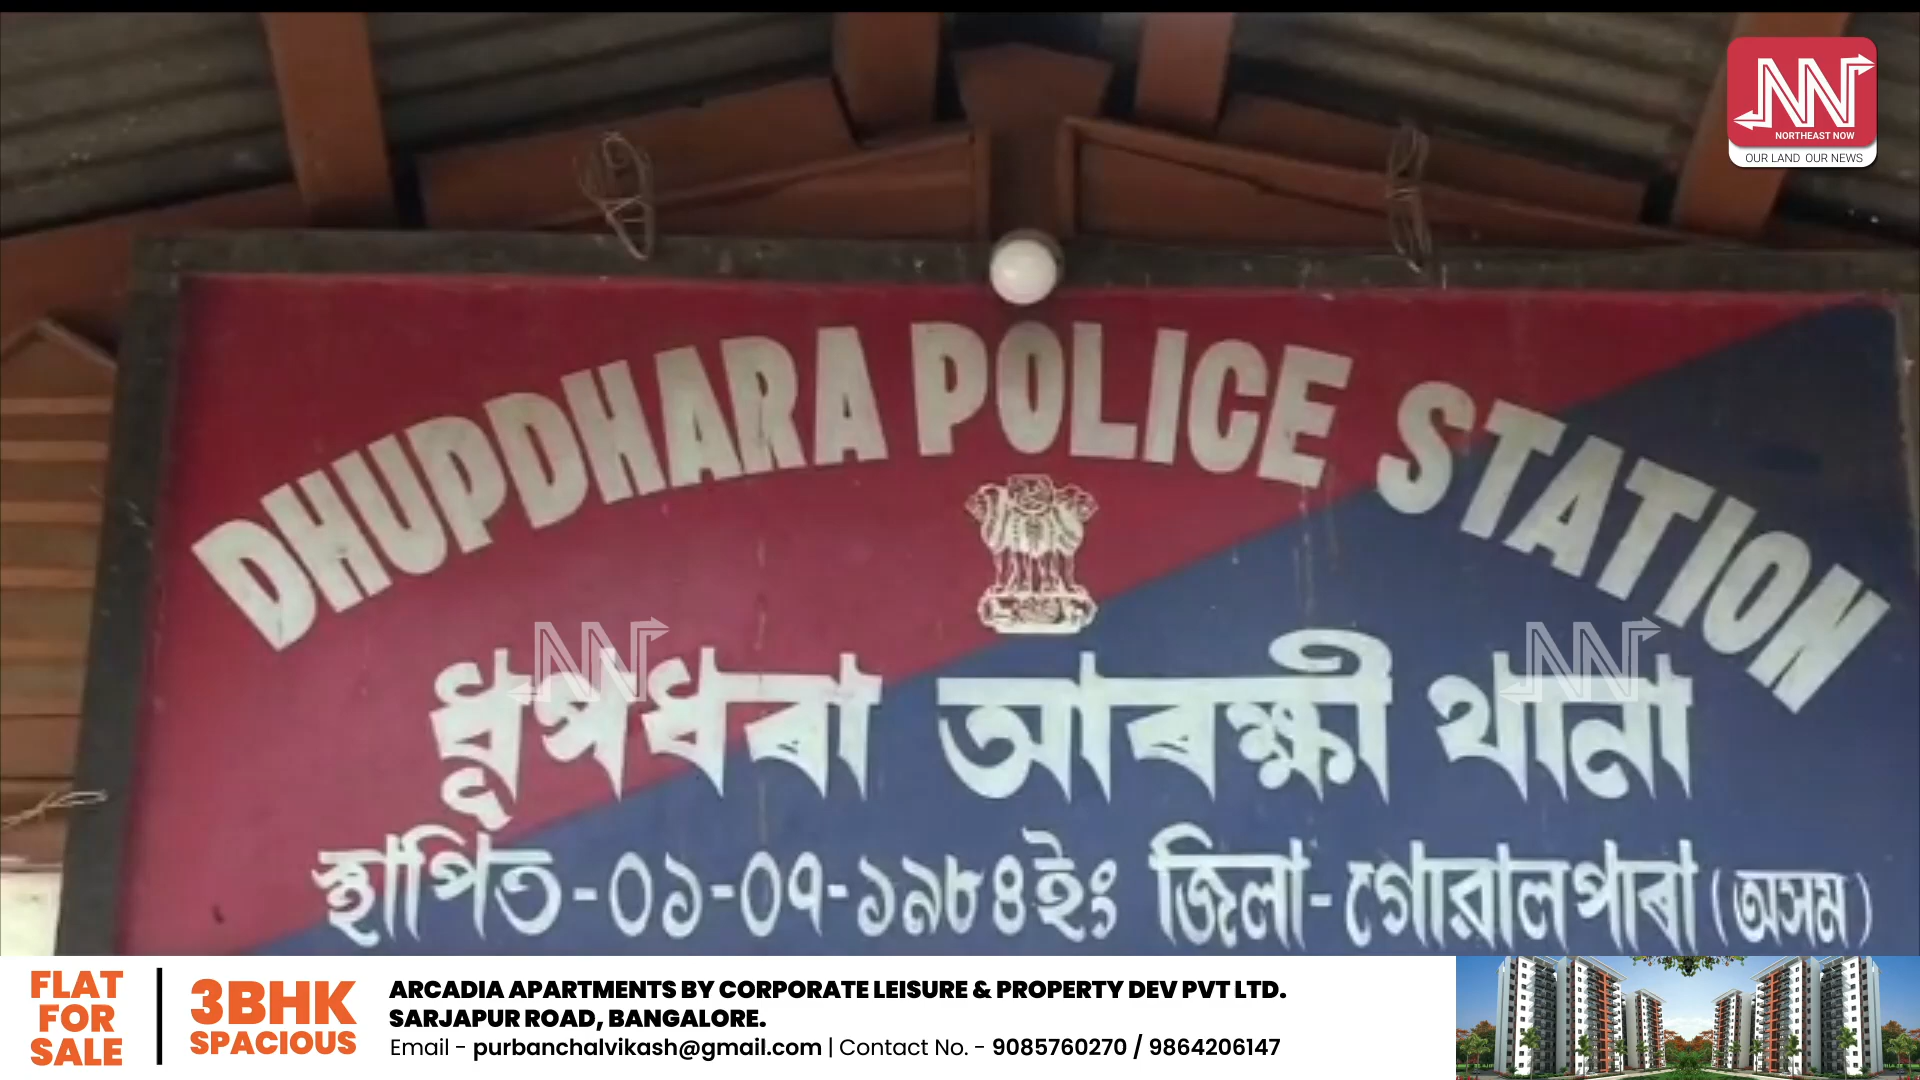 NORTHEAST NOW
OUR LAND OUR NEWS
DHUPDHARA POLICE STATION
ধূপধৰা আৰক্ষী থানা
স্থাপিত-০১-০৭-১৯৮৪ইং জিলা-গোৱালপাৰা (অসম)
FLAT FOR SALE
3BHK SPACIOUS
ARCADIA APARTMENTS BY CORPORATE LEISURE & PROPERTY DEV PVT LTD.
SARJAPUR ROAD, BANGALORE.
Email - purbanchalvikash@gmail.com | Contact No. - 9085760270 / 9864206147